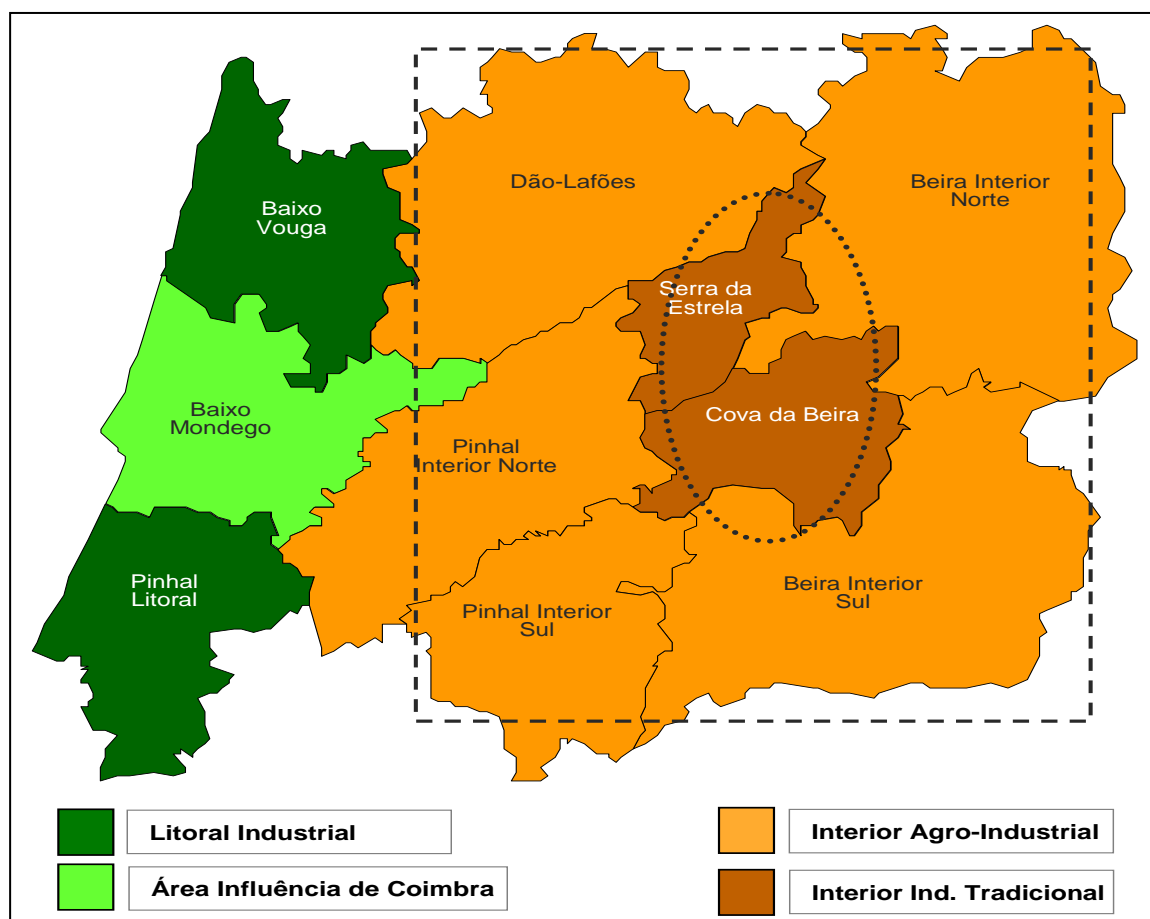 Dão-Lafões
Beira Interior
Norte
Baixo
Vouga
Serra da
Estrela
Baixo
Mondego
Cova da Beira
Pinhal
Interior Norte
Pinhal
Litoral
Pinhal Interior
Sul
Beira Interior
Sul
Litoral Industrial
Interior Agro-Industrial
Área Influência de Coimbra
Interior Ind. Tradicional